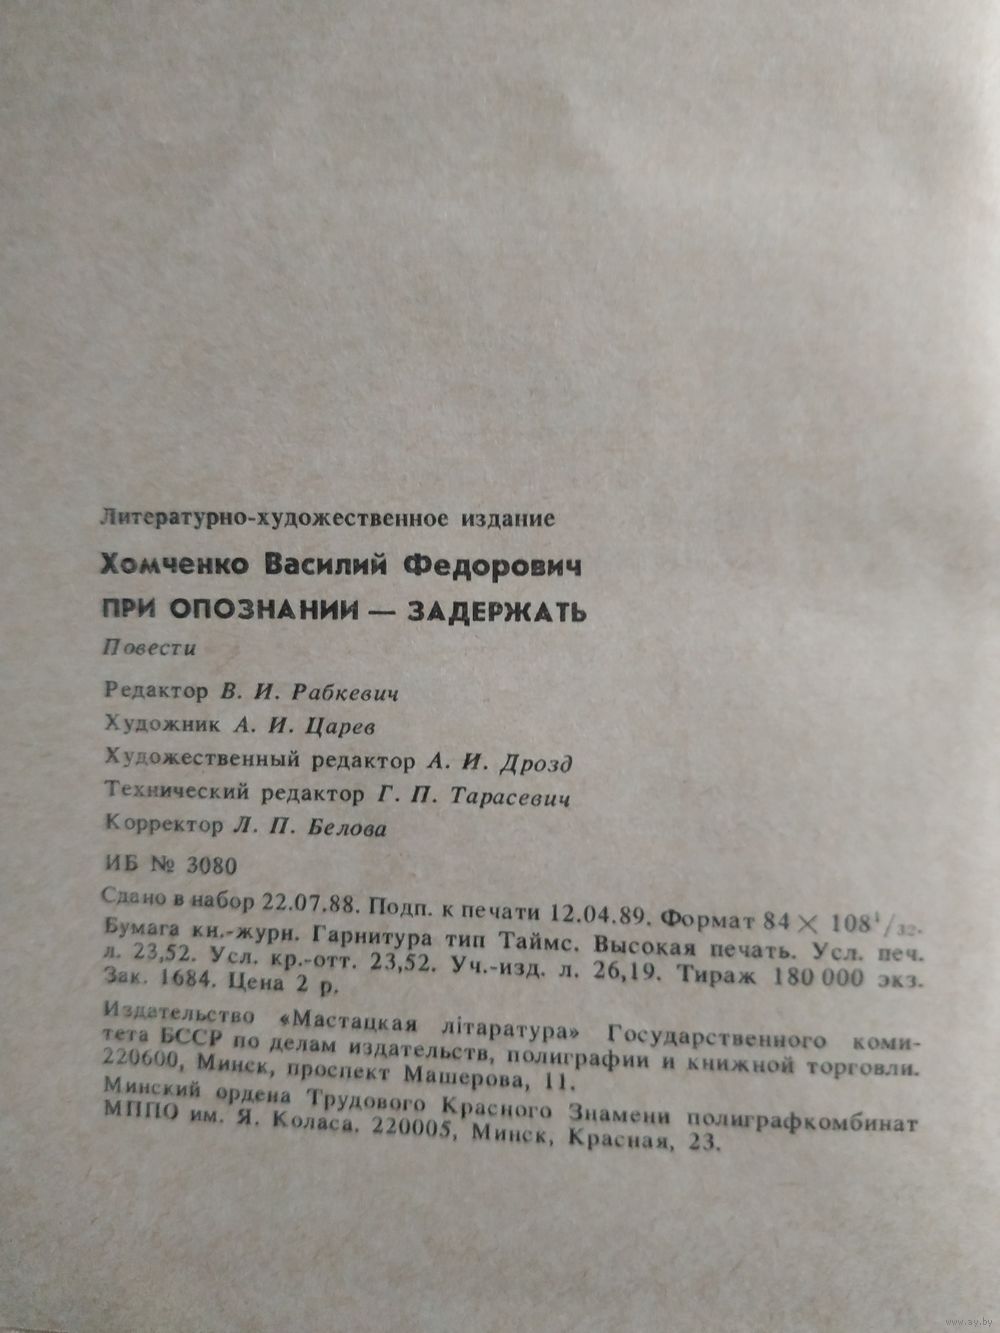 Литературно-художественное издание
Хомченко Василий Федорович
ПРИ ОПОЗНАНИИ — ЗАДЕРЖАТЬ
Повести
Редактор В. И. Рабкевич
Художник А. И. Царев
Художественный редактор А. И. Дрозд
Технический редактор Г. П. Тарасевич
Корректор Л. П. Белова
ИБ № 3080
Сдано в набор 22.07.88. Подп. к печати 12.04.89. Формат 84 × 108¹/₃₂.
Бумага кн.-журн. Гарнитура тип Таймс. Высокая печать. Усл. печ.
л. 23,52. Усл. кр.-отт. 23,52. Уч.-изд. л. 26,19. Тираж 180 000 экз.
Зак. 1684. Цена 2 р.
Издательство «Мастацкая літаратура» Государственного коми-
тета БССР по делам издательств, полиграфии и книжной торговли.
220600, Минск, проспект Машерова, 11.
Минский ордена Трудового Красного Знамени полиграфкомбинат
МППО им. Я. Коласа. 220005, Минск, Красная, 23.
www.ay.by